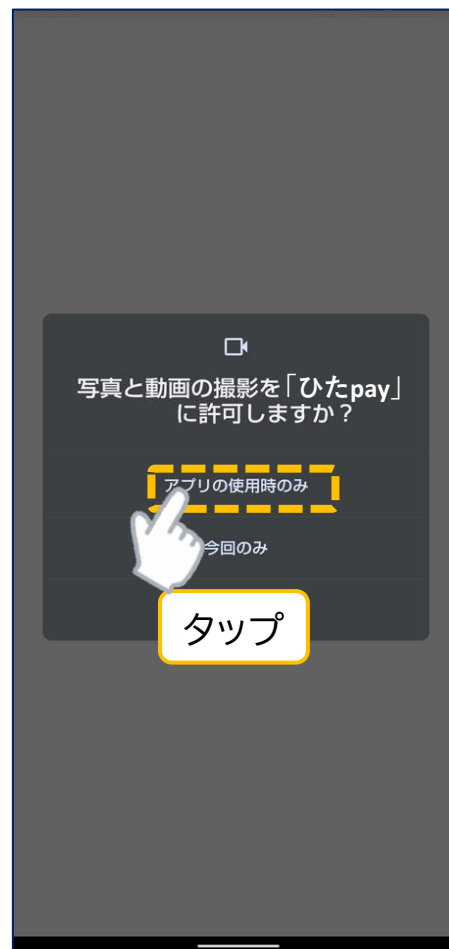 写真と動画の撮影を「ひたpay」
に許可しますか？
アプリの使用時のみ
今回のみ
タップ